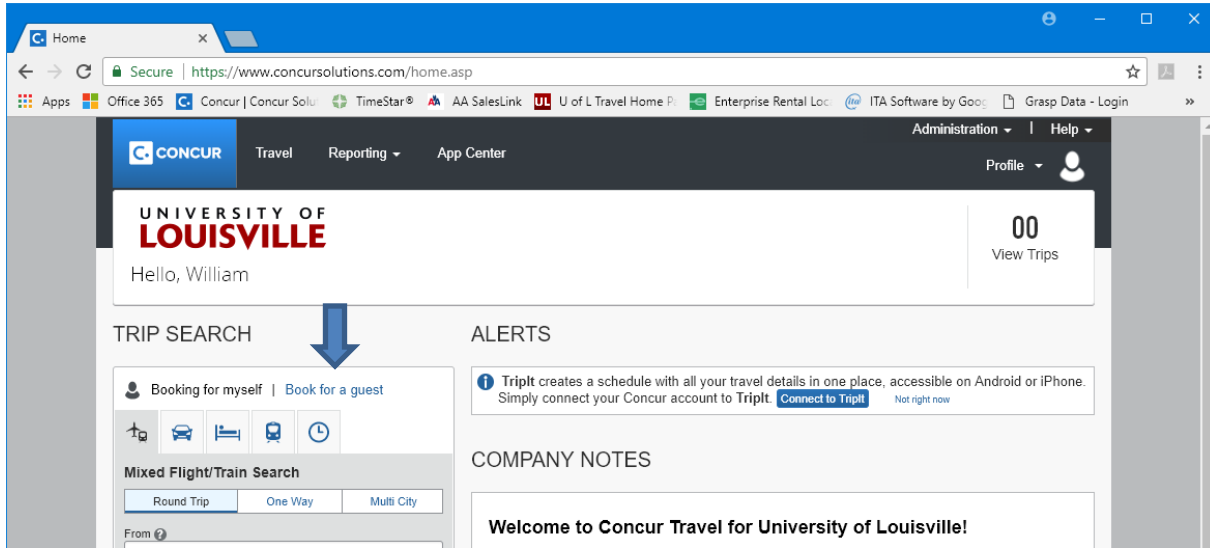 Home
Secure | https://www.concursolutions.com/home.asp
Apps Office 365 Concur | Concur Solu TimeStar® AA SalesLink UL U of L Travel Home P Enterprise Rental Loc ITA Software by Goog Grasp Data - Login »
Administration | Help
C. CONCUR Travel Reporting App Center
Profile
UNIVERSITY OF
LOUISVILLE
Hello, William
00
View Trips
TRIP SEARCH
Booking for myself | Book for a guest
Mixed Flight/Train Search
Round Trip One Way Multi City
From ?
ALERTS
TripIt creates a schedule with all your travel details in one place, accessible on Android or iPhone.
Simply connect your Concur account to TripIt. Connect to TripIt Not right now
COMPANY NOTES
Welcome to Concur Travel for University of Louisville!